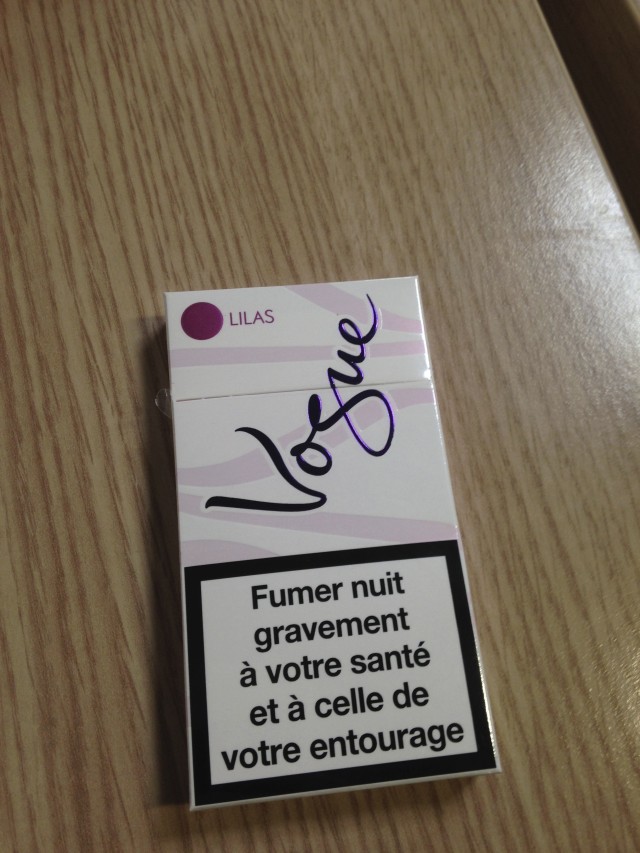 LILAS
Vogue
Fumer nuit
gravement
à votre santé
et à celle de
votre entourage